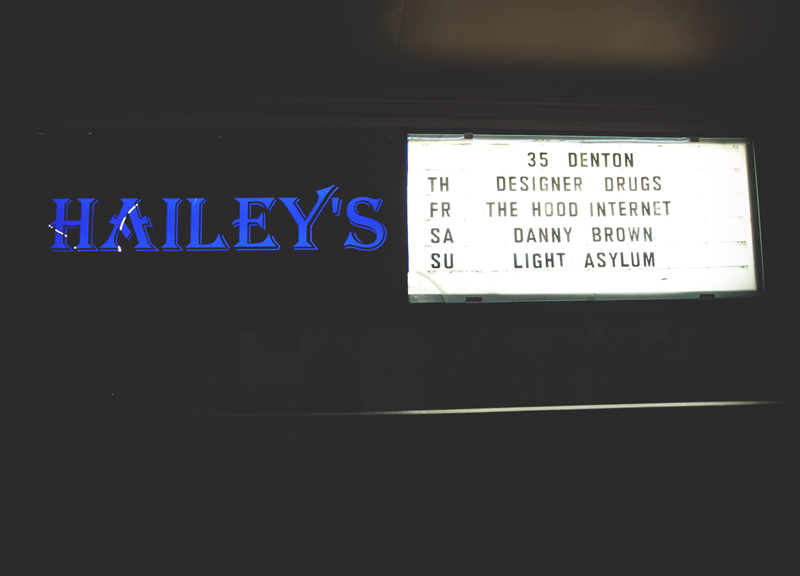 HAILEY'S
35 DENTON
TH DESIGNER DRUGS
FR THE HOOD INTERNET
SA DANNY BROWN
SU LIGHT ASYLUM